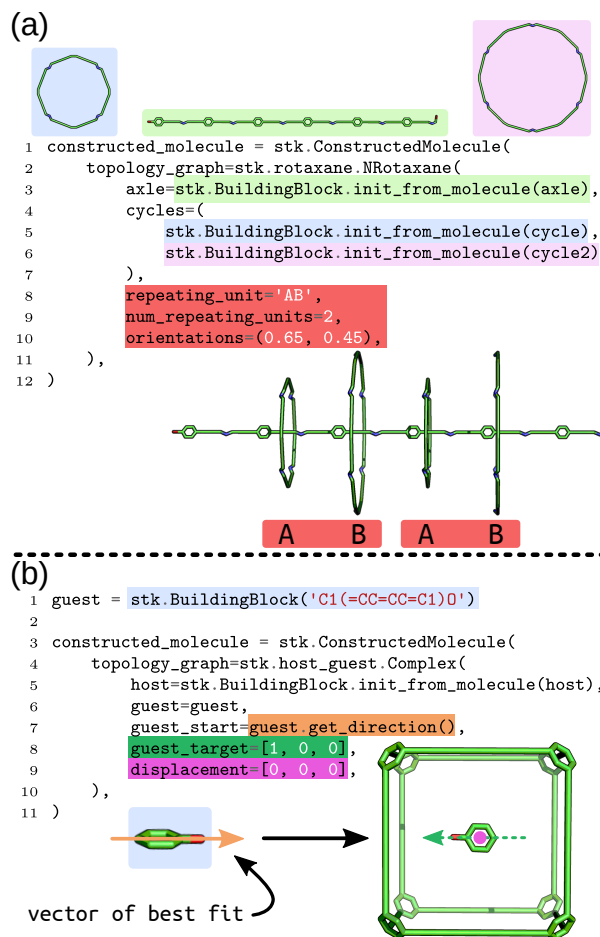 (a)
1 constructed_molecule = stk.ConstructedMolecule(
2 topology_graph=stk.rotaxane.NRotaxane(
3 axle=stk.BuildingBlock.init_from_molecule(axle),
4 cycles=(
5 stk.BuildingBlock.init_from_molecule(cycle),
6 stk.BuildingBlock.init_from_molecule(cycle2)
7 ),
8 repeating_unit='AB',
9 num_repeating_units=2,
10 orientations=(0.65, 0.45),
11 ),
12 )
A B A B
(b)
1 guest = stk.BuildingBlock('C1(=CC=CC=C1)O')
2
3 constructed_molecule = stk.ConstructedMolecule(
4 topology_graph=stk.host_guest.Complex(
5 host=stk.BuildingBlock.init_from_molecule(host),
6 guest=guest,
7 guest_start=guest.get_direction(),
8 guest_target=[1, 0, 0],
9 displacement=[0, 0, 0],
10 ),
11 )
vector of best fit